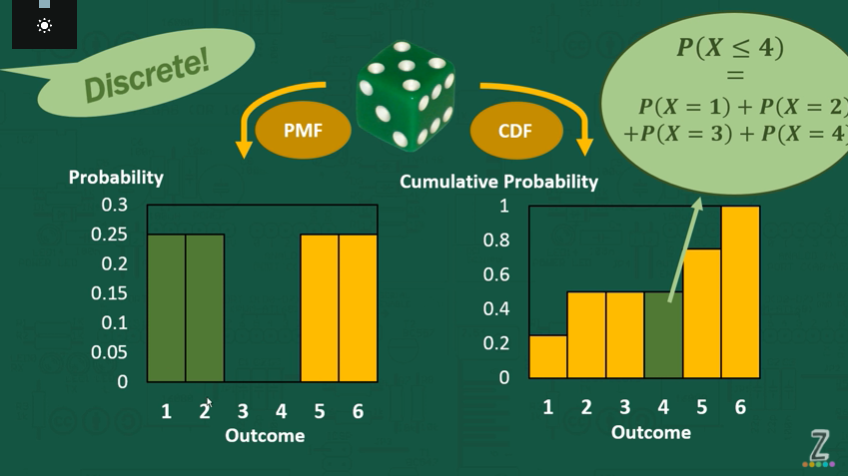 Discrete!
PMF
CDF
P(X ≤ 4)
=
P(X = 1) + P(X = 2)
+P(X = 3) + P(X = 4)
Probability
0.3
0.25
0.2
0.15
0.1
0.05
0
1 2 3 4 5 6
Outcome
Cumulative Probability
1
0.8
0.6
0.4
0.2
0
1 2 3 4 5 6
Outcome
Z